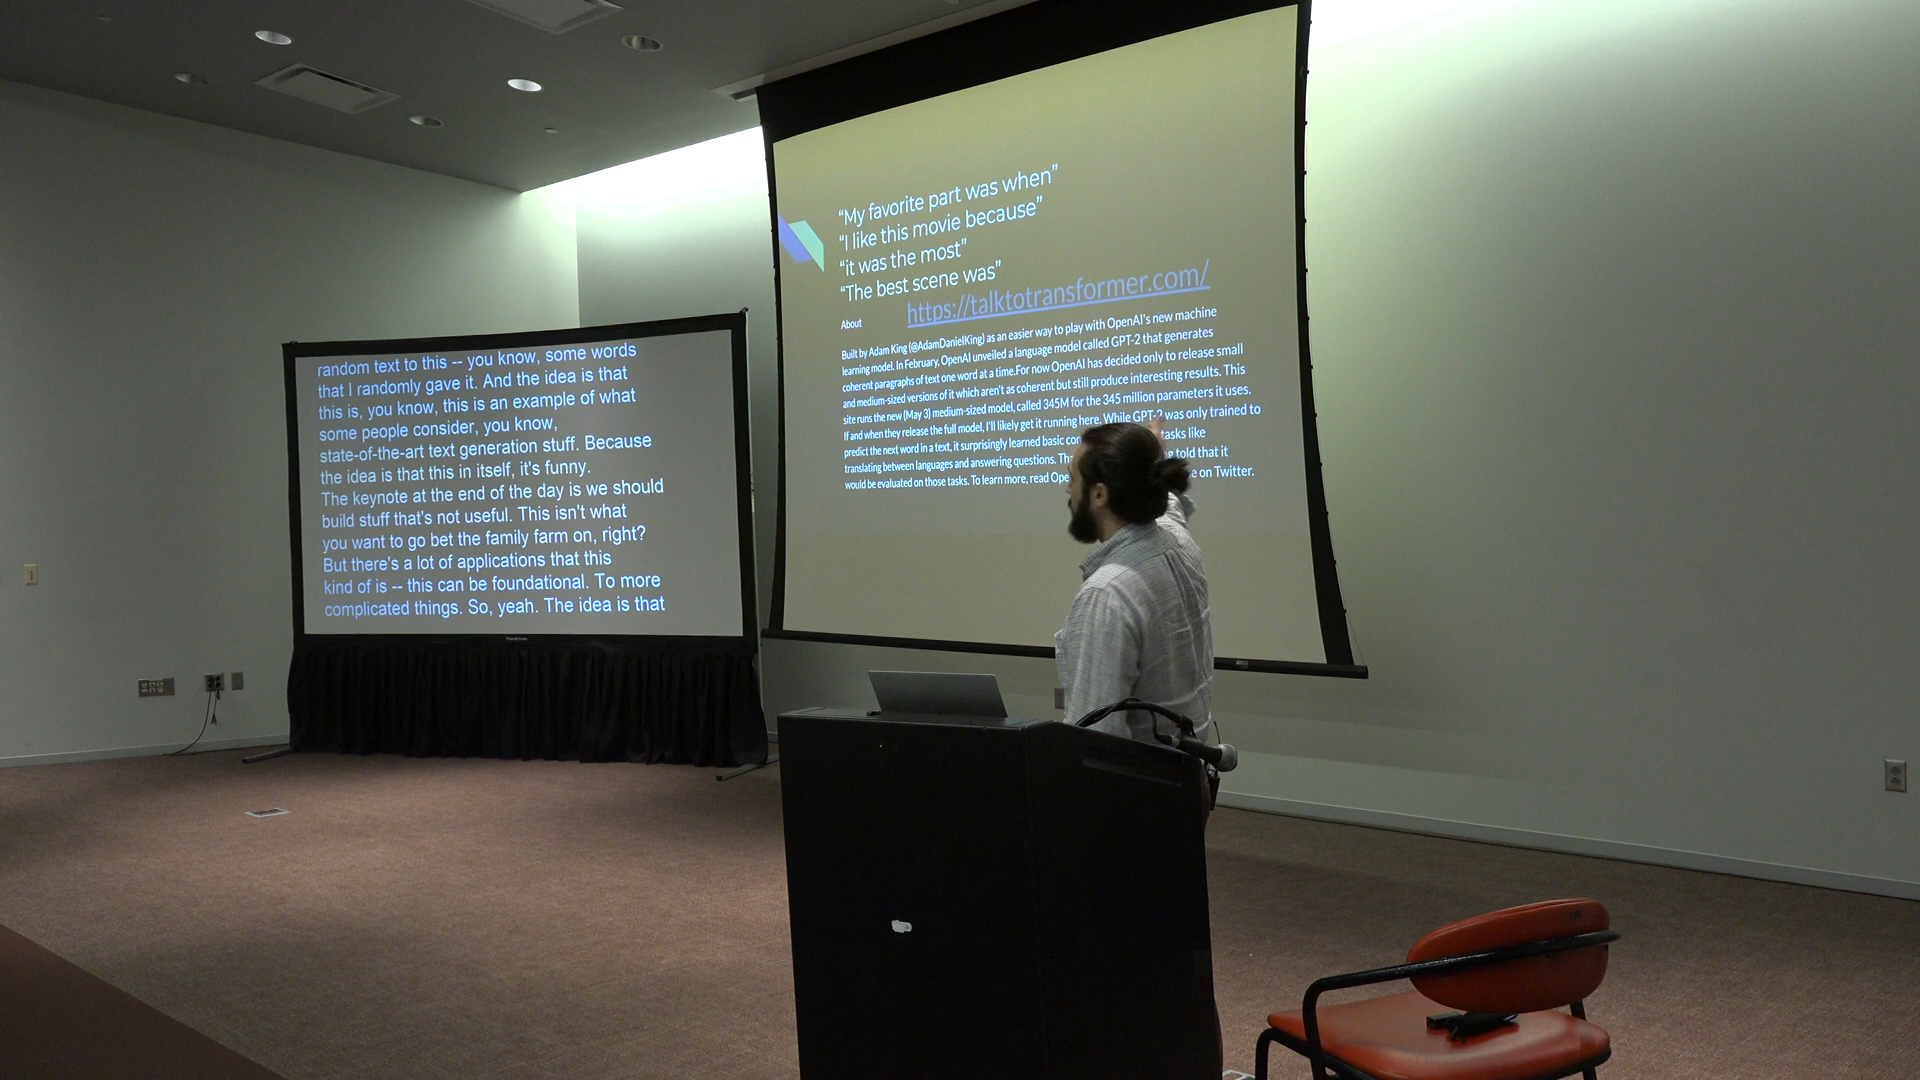 random text to this -- you know, some words
that I randomly gave it. And the idea is that
this is, you know, this is an example of what
some people consider, you know,
state-of-the-art text generation stuff. Because
the idea is that this in itself, it's funny.
The keynote at the end of the day is we should
build stuff that's not useful. This isn't what
you want to go bet the family farm on, right?
But there's a lot of applications that this
kind of is -- this can be foundational. To more
complicated things. So, yeah. The idea is that
“My favorite part was when”
“I like this movie because”
“it was the most”
“The best scene was”
https://talktotransformer.com/
About
Built by Adam King (@AdamDanielKing) as an easier way to play with OpenAI's new machine
learning model. In February, OpenAI unveiled a language model called GPT-2 that generates
coherent paragraphs of text one word at a time.For now OpenAI has decided only to release small
and medium-sized versions of it which aren't as coherent but still produce interesting results. This
site runs the new (May 3) medium-sized model, called 345M for the 345 million parameters it uses.
If and when they release the full model, I'll likely get it running here. While GPT-2 was only trained to
predict the next word in a text, it surprisingly learned basic tasks like
translating between languages and answering questions. told that it
would be evaluated on those tasks. To learn more, read on Twitter.